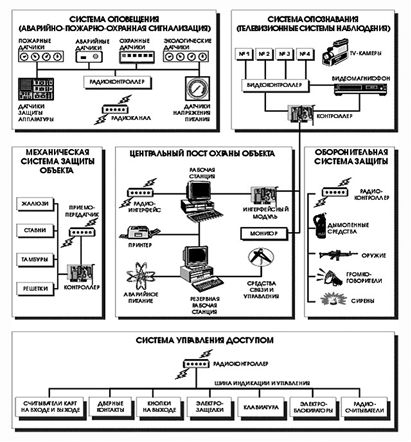 СИСТЕМА ОПОВЕЩЕНИЯ
(АВАРИЙНО-ПОЖАРНО-ОХРАННАЯ СИГНАЛИЗАЦИЯ)
ПОЖАРНЫЕ ДАТЧИКИ
АВАРИЙНЫЕ ДАТЧИКИ
ОХРАННЫЕ ДАТЧИКИ
ЭКОЛОГИЧЕСКИЕ ДАТЧИКИ
РАДИОКОНТРОЛЛЕР
ДАТЧИКИ
ЗАЩИТЫ
АППАРАТУРЫ
РАДИОКАНАЛ
ДАТЧИКИ
НАПРЯЖЕНИЯ
ПИТАНИЯ
СИСТЕМА ОПОЗНАВАНИЯ
(ТЕЛЕВИЗИОННЫЕ СИСТЕМЫ НАБЛЮДЕНИЯ)
№ 1 № 2 № 3 № 4
TV-КАМЕРЫ
ВИДЕОМАГНИТОФОН
ВИДЕОКОНТРОЛЛЕР
КОНТРОЛЛЕР
МЕХАНИЧЕСКАЯ
СИСТЕМА ЗАЩИТЫ
ОБЪЕКТА
ПРИЕМО-
ПЕРЕДАТЧИК
ЖАЛЮЗИ
СТАВНИ
ТАМБУРЫ
РЕШЕТКИ
КОНТРОЛЛЕР
ЦЕНТРАЛЬНЫЙ ПОСТ ОХРАНЫ ОБЪЕКТА
РАБОЧАЯ
СТАНЦИЯ
РАДИО-
ИНТЕРФЕЙС
ИНТЕРФЕЙСНЫЙ
МОДУЛЬ
ПРИНТЕР
МОНИТОР
АВАРИЙНОЕ
ПИТАНИЕ
РЕЗЕРВНАЯ
РАБОЧАЯ
СТАНЦИЯ
СРЕДСТВА
СВЯЗИ И
УПРАВЛЕНИЯ
ОБОРОНИТЕЛЬНАЯ
СИСТЕМА ЗАЩИТЫ
РАДИО-
КОНТРОЛЛЕР
ДЫМОПЕННЫЕ
СРЕДСТВА
ОРУЖИЕ
ГРОМКО-
ГОВОРИТЕЛИ
СИРЕНЫ
СИСТЕМА УПРАВЛЕНИЯ ДОСТУПОМ
РАДИОКОНТРОЛЛЕР
ШИНА ИНДИКАЦИИ И УПРАВЛЕНИЯ
СЧИТЫВАТЕЛИ КАРТ
НА ВХОДЕ И ВЫХОДЕ
ДВЕРНЫЕ
КОНТАКТЫ
КНОПКИ
НА ВЫХОДЕ
ЭЛЕКТРО-
ЗАЩЕЛКИ
КЛАВИАТУРА
ЭЛЕКТРО-
БЛОКИРАТОРЫ
РАДИО-
СЧИТЫВАТЕЛИ